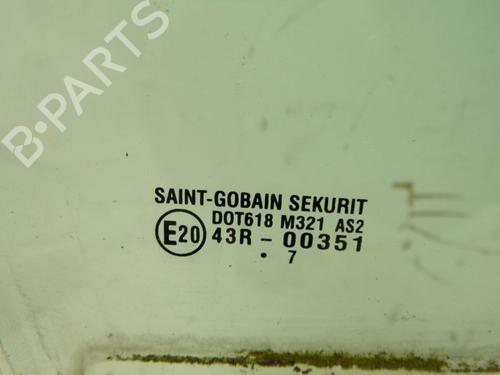 B-PARTS
SAINT-GOBAIN SEKURIT
DOT618 M321 AS2
E20 43R - 00351
. 7